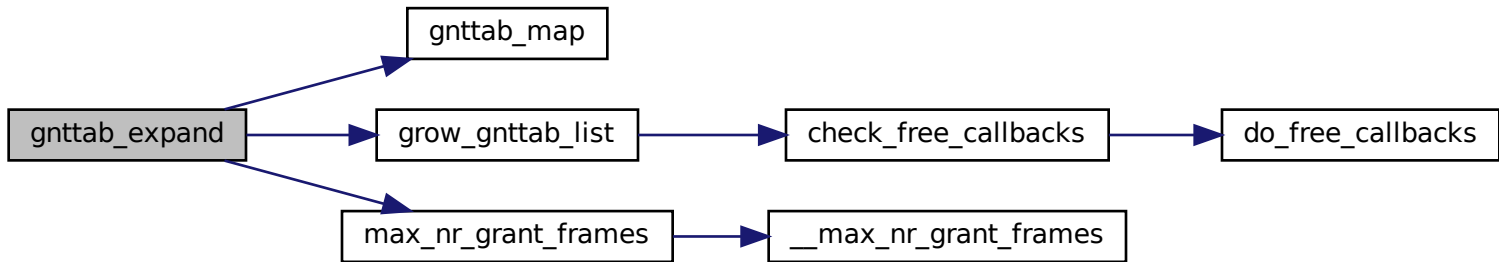 gnttab_map
gnttab_expand
grow_gnttab_list
check_free_callbacks
do_free_callbacks
max_nr_grant_frames
__max_nr_grant_frames